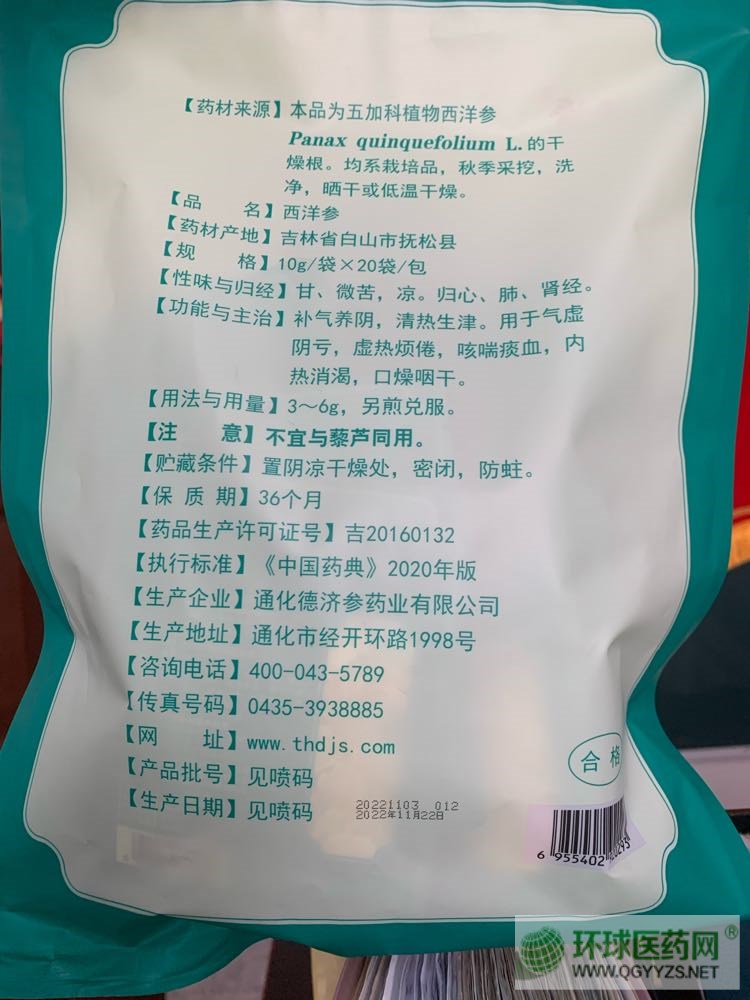 【药材来源】本品为五加科植物西洋参
Panax quinquefolium L.的干
燥根。均系栽培品，秋季采挖，洗
净，晒干或低温干燥。
【品 名】西洋参
【药材产地】吉林省白山市抚松县
【规 格】10g/袋×20袋/包
【性味与归经】甘、微苦，凉。归心、肺、肾经。
【功能与主治】补气养阴，清热生津。用于气虚
阴亏，虚热烦倦，咳喘痰血，内
热消渴，口燥咽干。
【用法与用量】3～6g，另煎兑服。
【注 意】不宜与藜芦同用。
【贮藏条件】置阴凉干燥处，密闭，防蛀。
【保 质 期】36个月
【药品生产许可证号】吉20160132
【执行标准】《中国药典》2020年版
【生产企业】通化德济参药业有限公司
【生产地址】通化市经开环路1998号
【咨询电话】400-043-5789
【传真号码】0435-3938885
【网 址】www.thdjs.com
【产品批号】见喷码
【生产日期】见喷码
20221103 012
2022年11月22日
合格
6 955402
环球医药网®
WWW.QGYYZS.NET